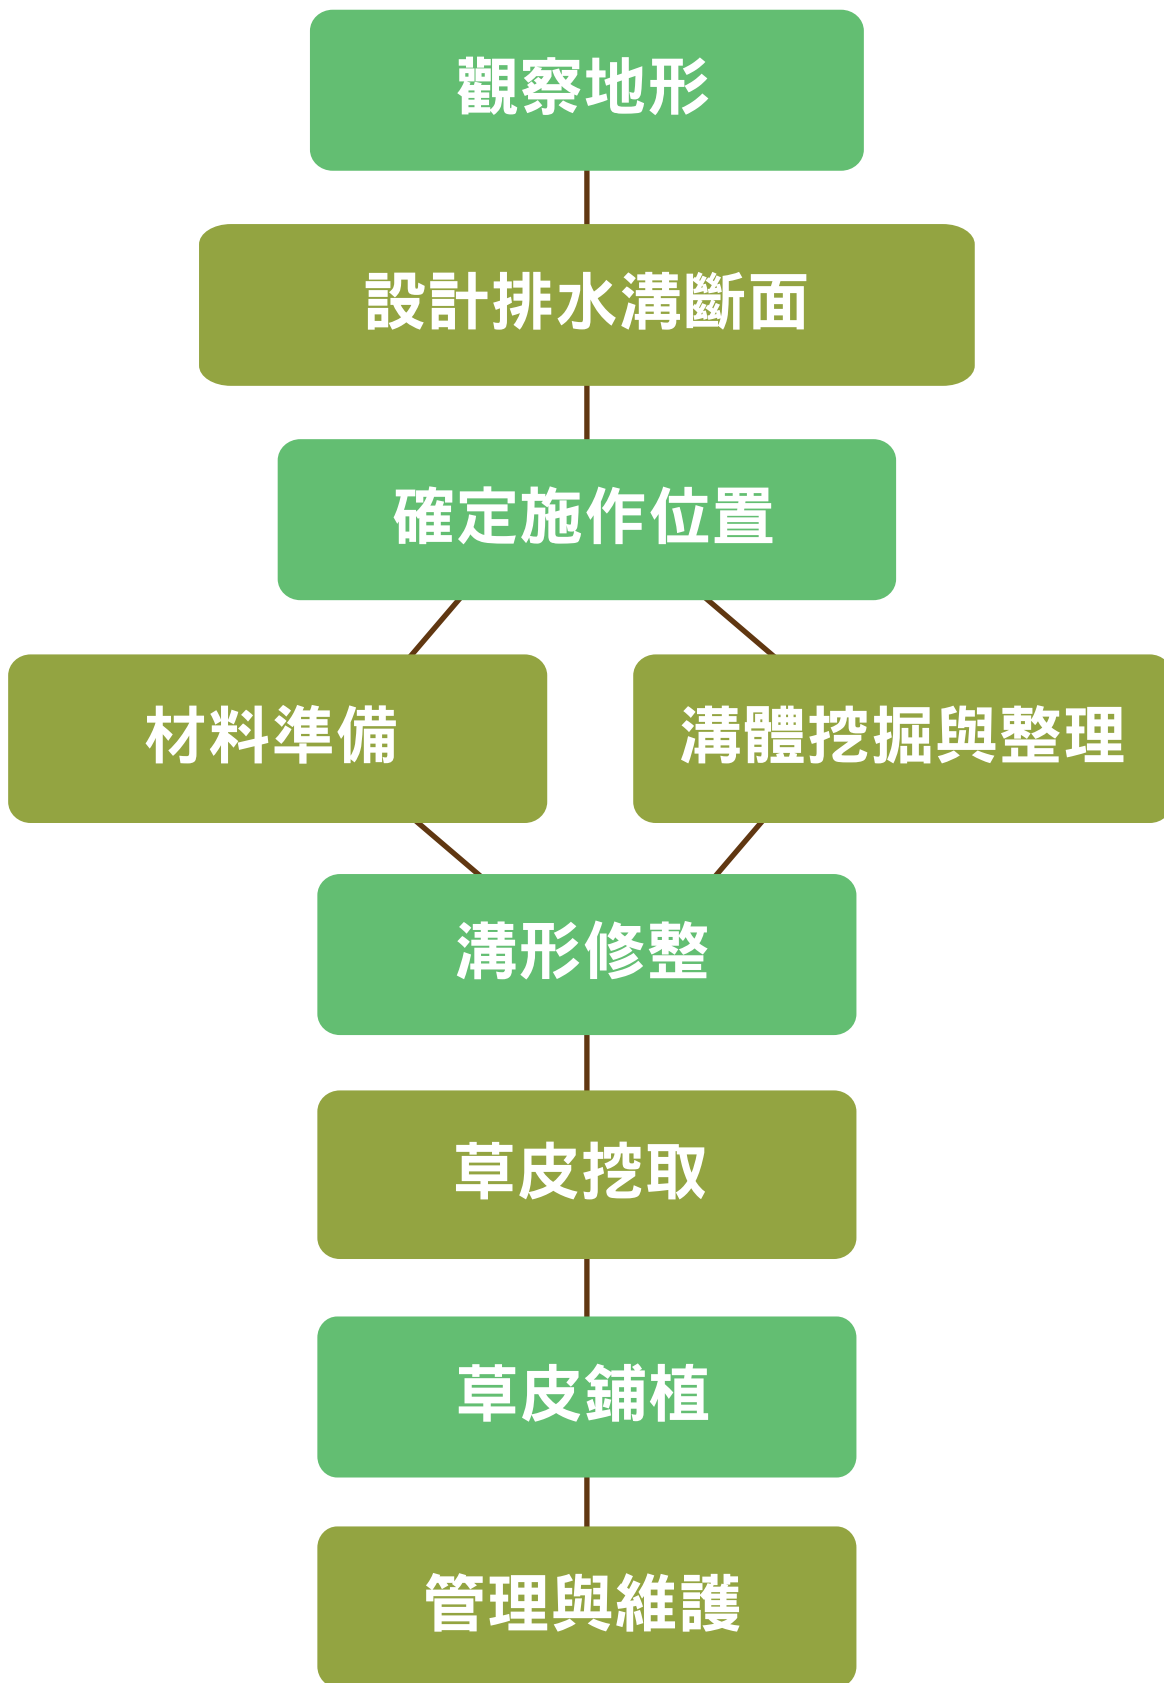 觀察地形
設計排水溝斷面
確定施作位置
材料準備
溝體挖掘與整理
溝形修整
草皮挖取
草皮鋪植
管理與維護